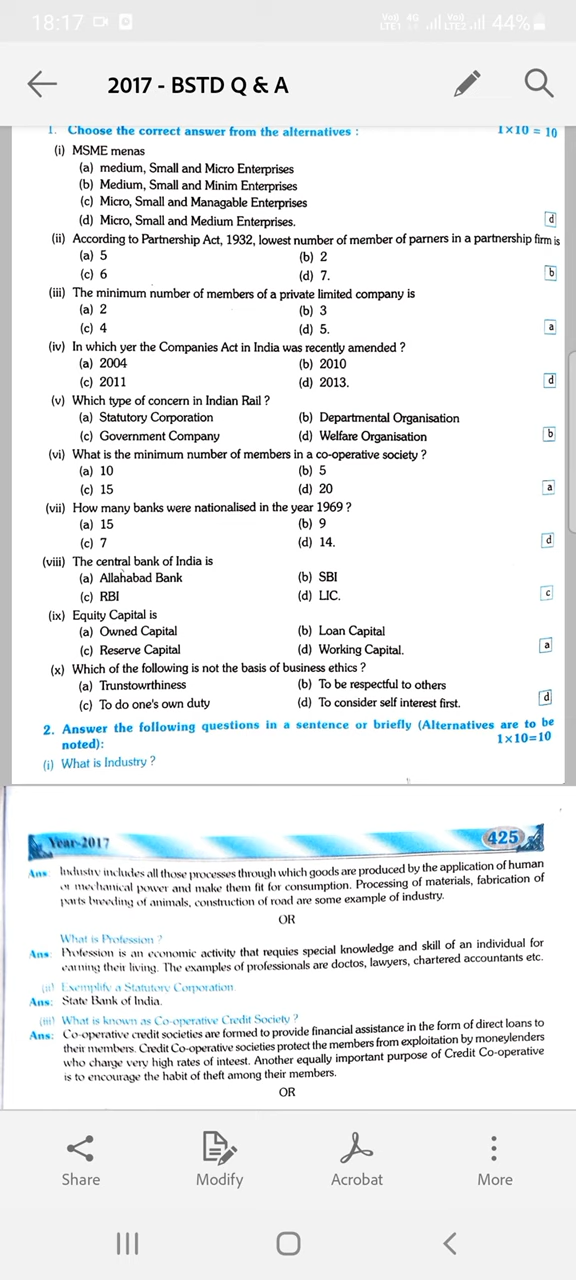 18:17
VoD 4G LTE1 VoD LTE2 44%
2017 - BSTD Q & A
1. Choose the correct answer from the alternatives : 1×10 = 10
(i) MSME menas
(a) medium, Small and Micro Enterprises
(b) Medium, Small and Minim Enterprises
(c) Micro, Small and Managable Enterprises
(d) Micro, Small and Medium Enterprises. d
(ii) According to Partnership Act, 1932, lowest number of member of parners in a partnership firm is
(a) 5 (b) 2
(c) 6 (d) 7. b
(iii) The minimum number of members of a private limited company is
(a) 2 (b) 3
(c) 4 (d) 5. a
(iv) In which yer the Companies Act in India was recently amended ?
(a) 2004 (b) 2010
(c) 2011 (d) 2013. d
(v) Which type of concern in Indian Rail ?
(a) Statutory Corporation (b) Departmental Organisation
(c) Government Company (d) Welfare Organisation b
(vi) What is the minimum number of members in a co-operative society ?
(a) 10 (b) 5
(c) 15 (d) 20 a
(vii) How many banks were nationalised in the year 1969 ?
(a) 15 (b) 9
(c) 7 (d) 14. d
(viii) The central bank of India is
(a) Allahabad Bank (b) SBI
(c) RBI (d) LIC. c
(ix) Equity Capital is
(a) Owned Capital (b) Loan Capital
(c) Reserve Capital (d) Working Capital. a
(x) Which of the following is not the basis of business ethics ?
(a) Trunstowrthiness (b) To be respectful to others
(c) To do one's own duty (d) To consider self interest first. d
2. Answer the following questions in a sentence or briefly (Alternatives are to be
noted): 1×10=10
(i) What is Industry ?
Year-2017 425
Ans: Industry includes all those processes through which goods are produced by the application of human
or mechanical power and make them fit for consumption. Processing of materials, fabrication of
parts breeding of animals, construction of road are some example of industry.
OR
What is Profession ?
Ans: Profession is an economic activity that requies special knowledge and skill of an individual for
earning their living. The examples of professionals are doctos, lawyers, chartered accountants etc.
(ii) Exemplify a Statutory Corporation
Ans: State Bank of India.
(iii) What is known as Co-operative Credit Society ?
Ans: Co-operative credit societies are formed to provide financial assistance in the form of direct loans to
their members. Credit Co-operative societies protect the members from exploitation by moneylenders
who charge very high rates of inteest. Another equally important purpose of Credit Co-operative
is to encourage the habit of theft among their members.
OR
Share Modify Acrobat More